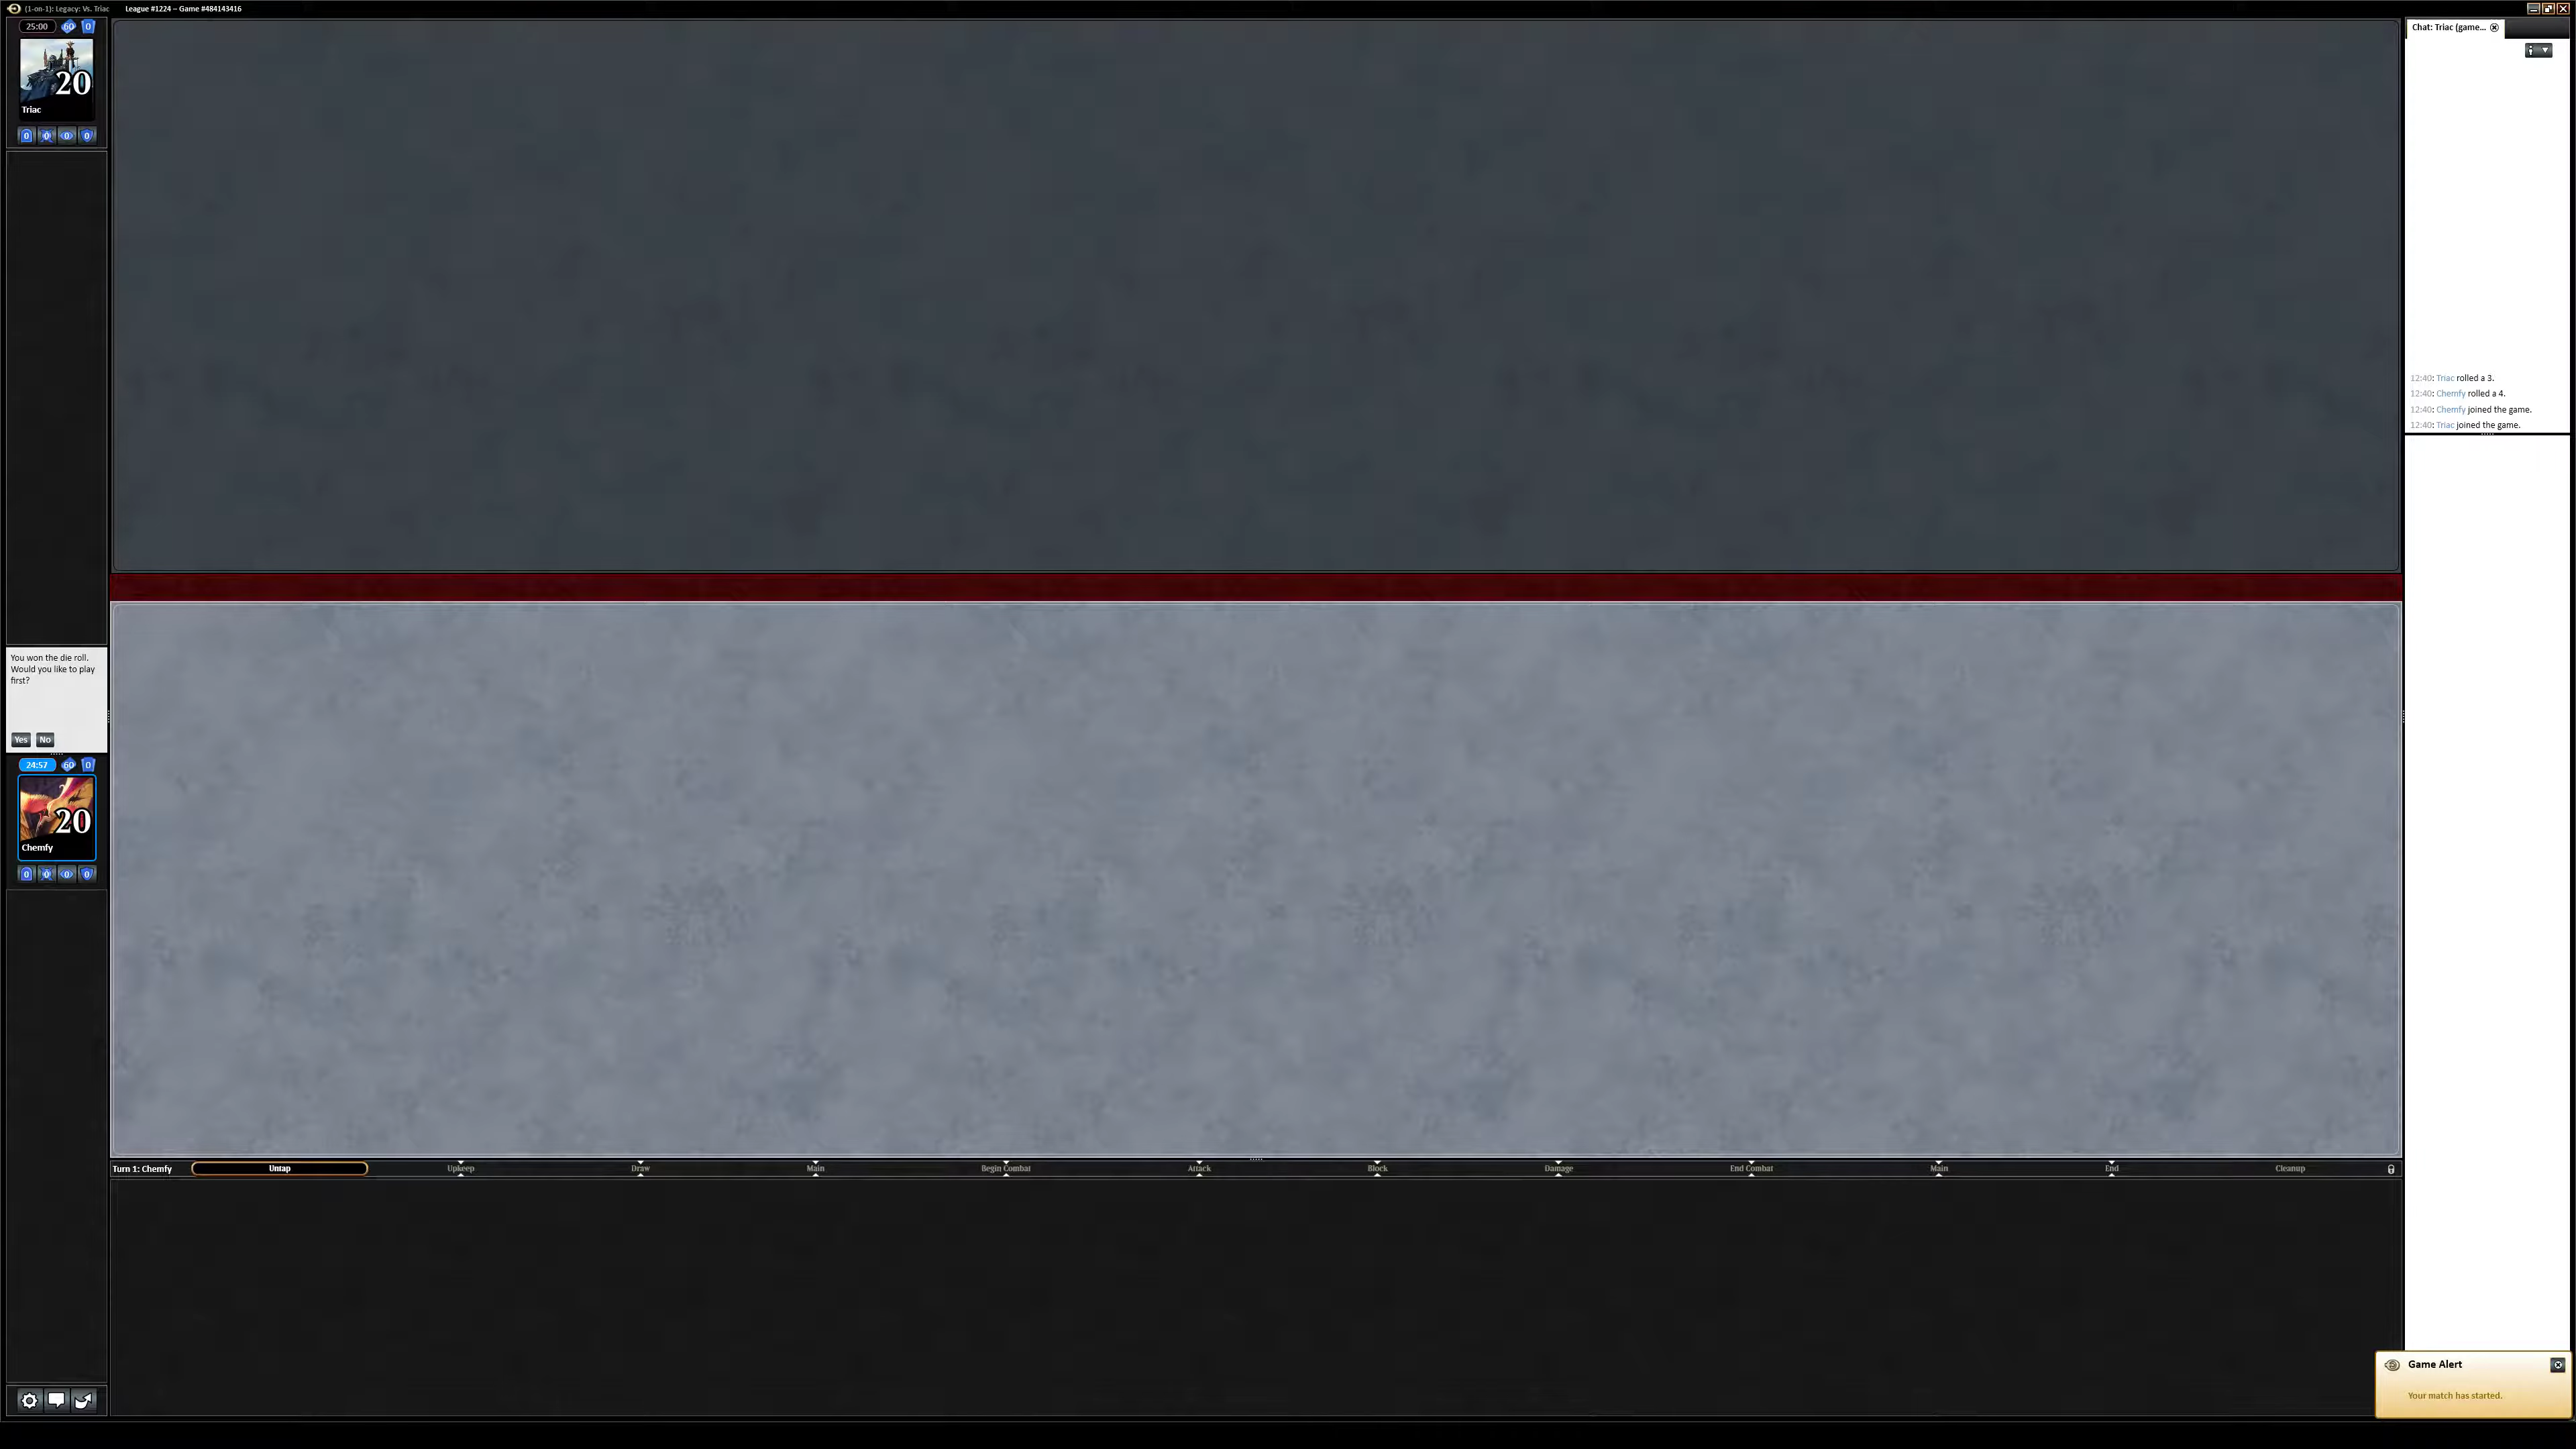 (1-on-1): Legacy: Vs. Triac League #1224 – Game #484143416
25:00 60 0
20
Triac
0 0 0 0
You won the die roll.
Would you like to play
first?
Yes No
24:57 60 0
20
Chemfy
0 0 0 0
Turn 1: Chemfy Untap Upkeep Draw Main Begin Combat Attack Block Damage End Combat Main End Cleanup
Chat: Triac (game...
12:40: Triac rolled a 3.
12:40: Chemfy rolled a 4.
12:40: Chemfy joined the game.
12:40: Triac joined the game.
Game Alert
Your match has started.